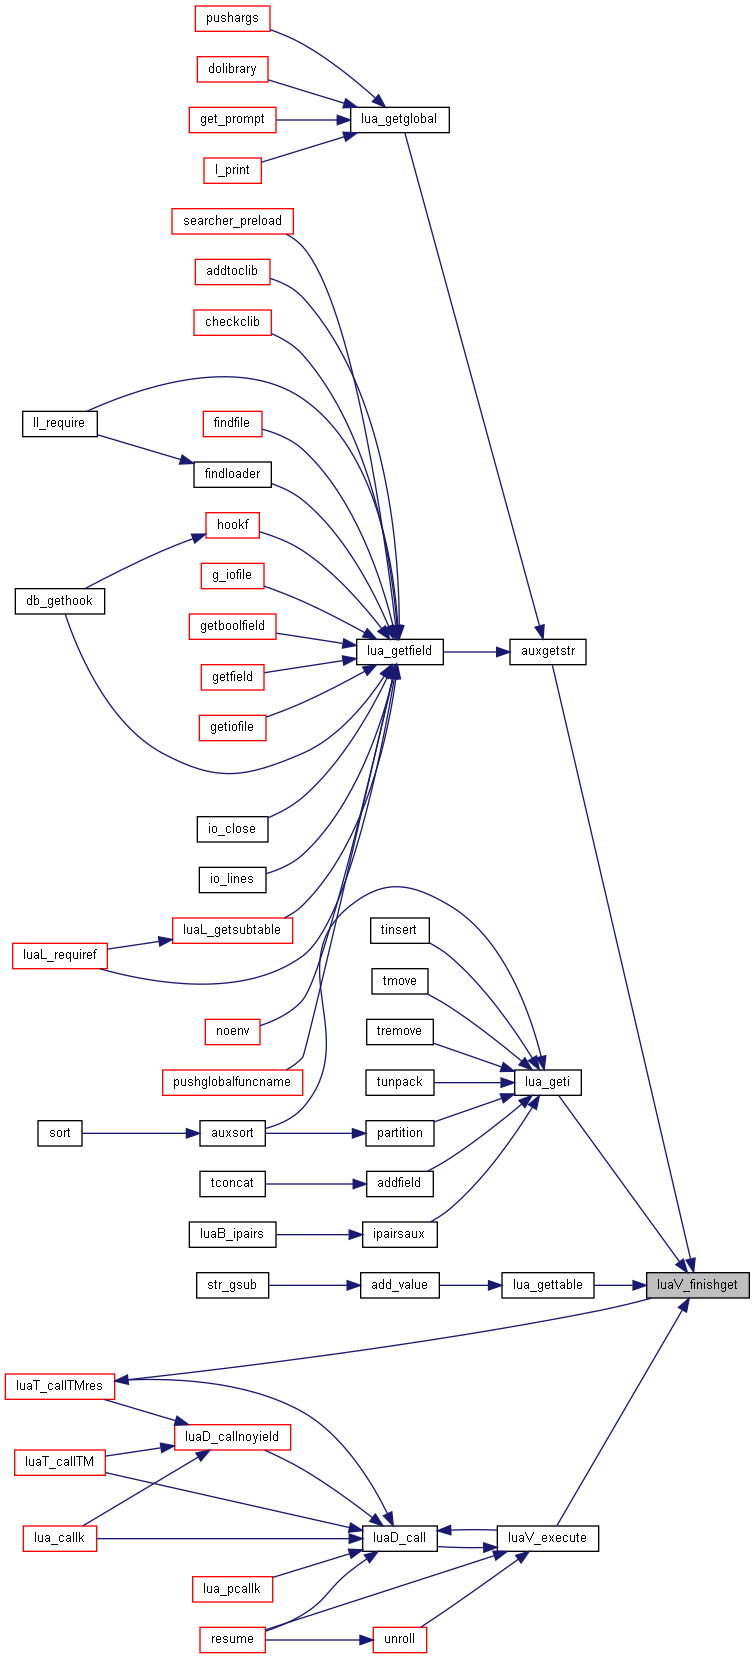 pushargs
dolibrary
get_prompt
lua_getglobal
l_print
searcher_preload
addtoclib
checkclib
ll_require
findfile
findloader
hookf
g_iofile
db_gethook
getboolfield
lua_getfield
auxgetstr
getfield
getiofile
io_close
io_lines
luaL_getsubtable
tinsert
luaL_requiref
tmove
noenv
tremove
pushglobalfuncname
tunpack
lua_geti
sort
auxsort
partition
tconcat
addfield
luaB_ipairs
ipairsaux
str_gsub
add_value
lua_gettable
luaV_finishget
luaT_callTMres
luaD_callnoyield
luaT_callTM
lua_callk
luaD_call
luaV_execute
lua_pcallk
resume
unroll